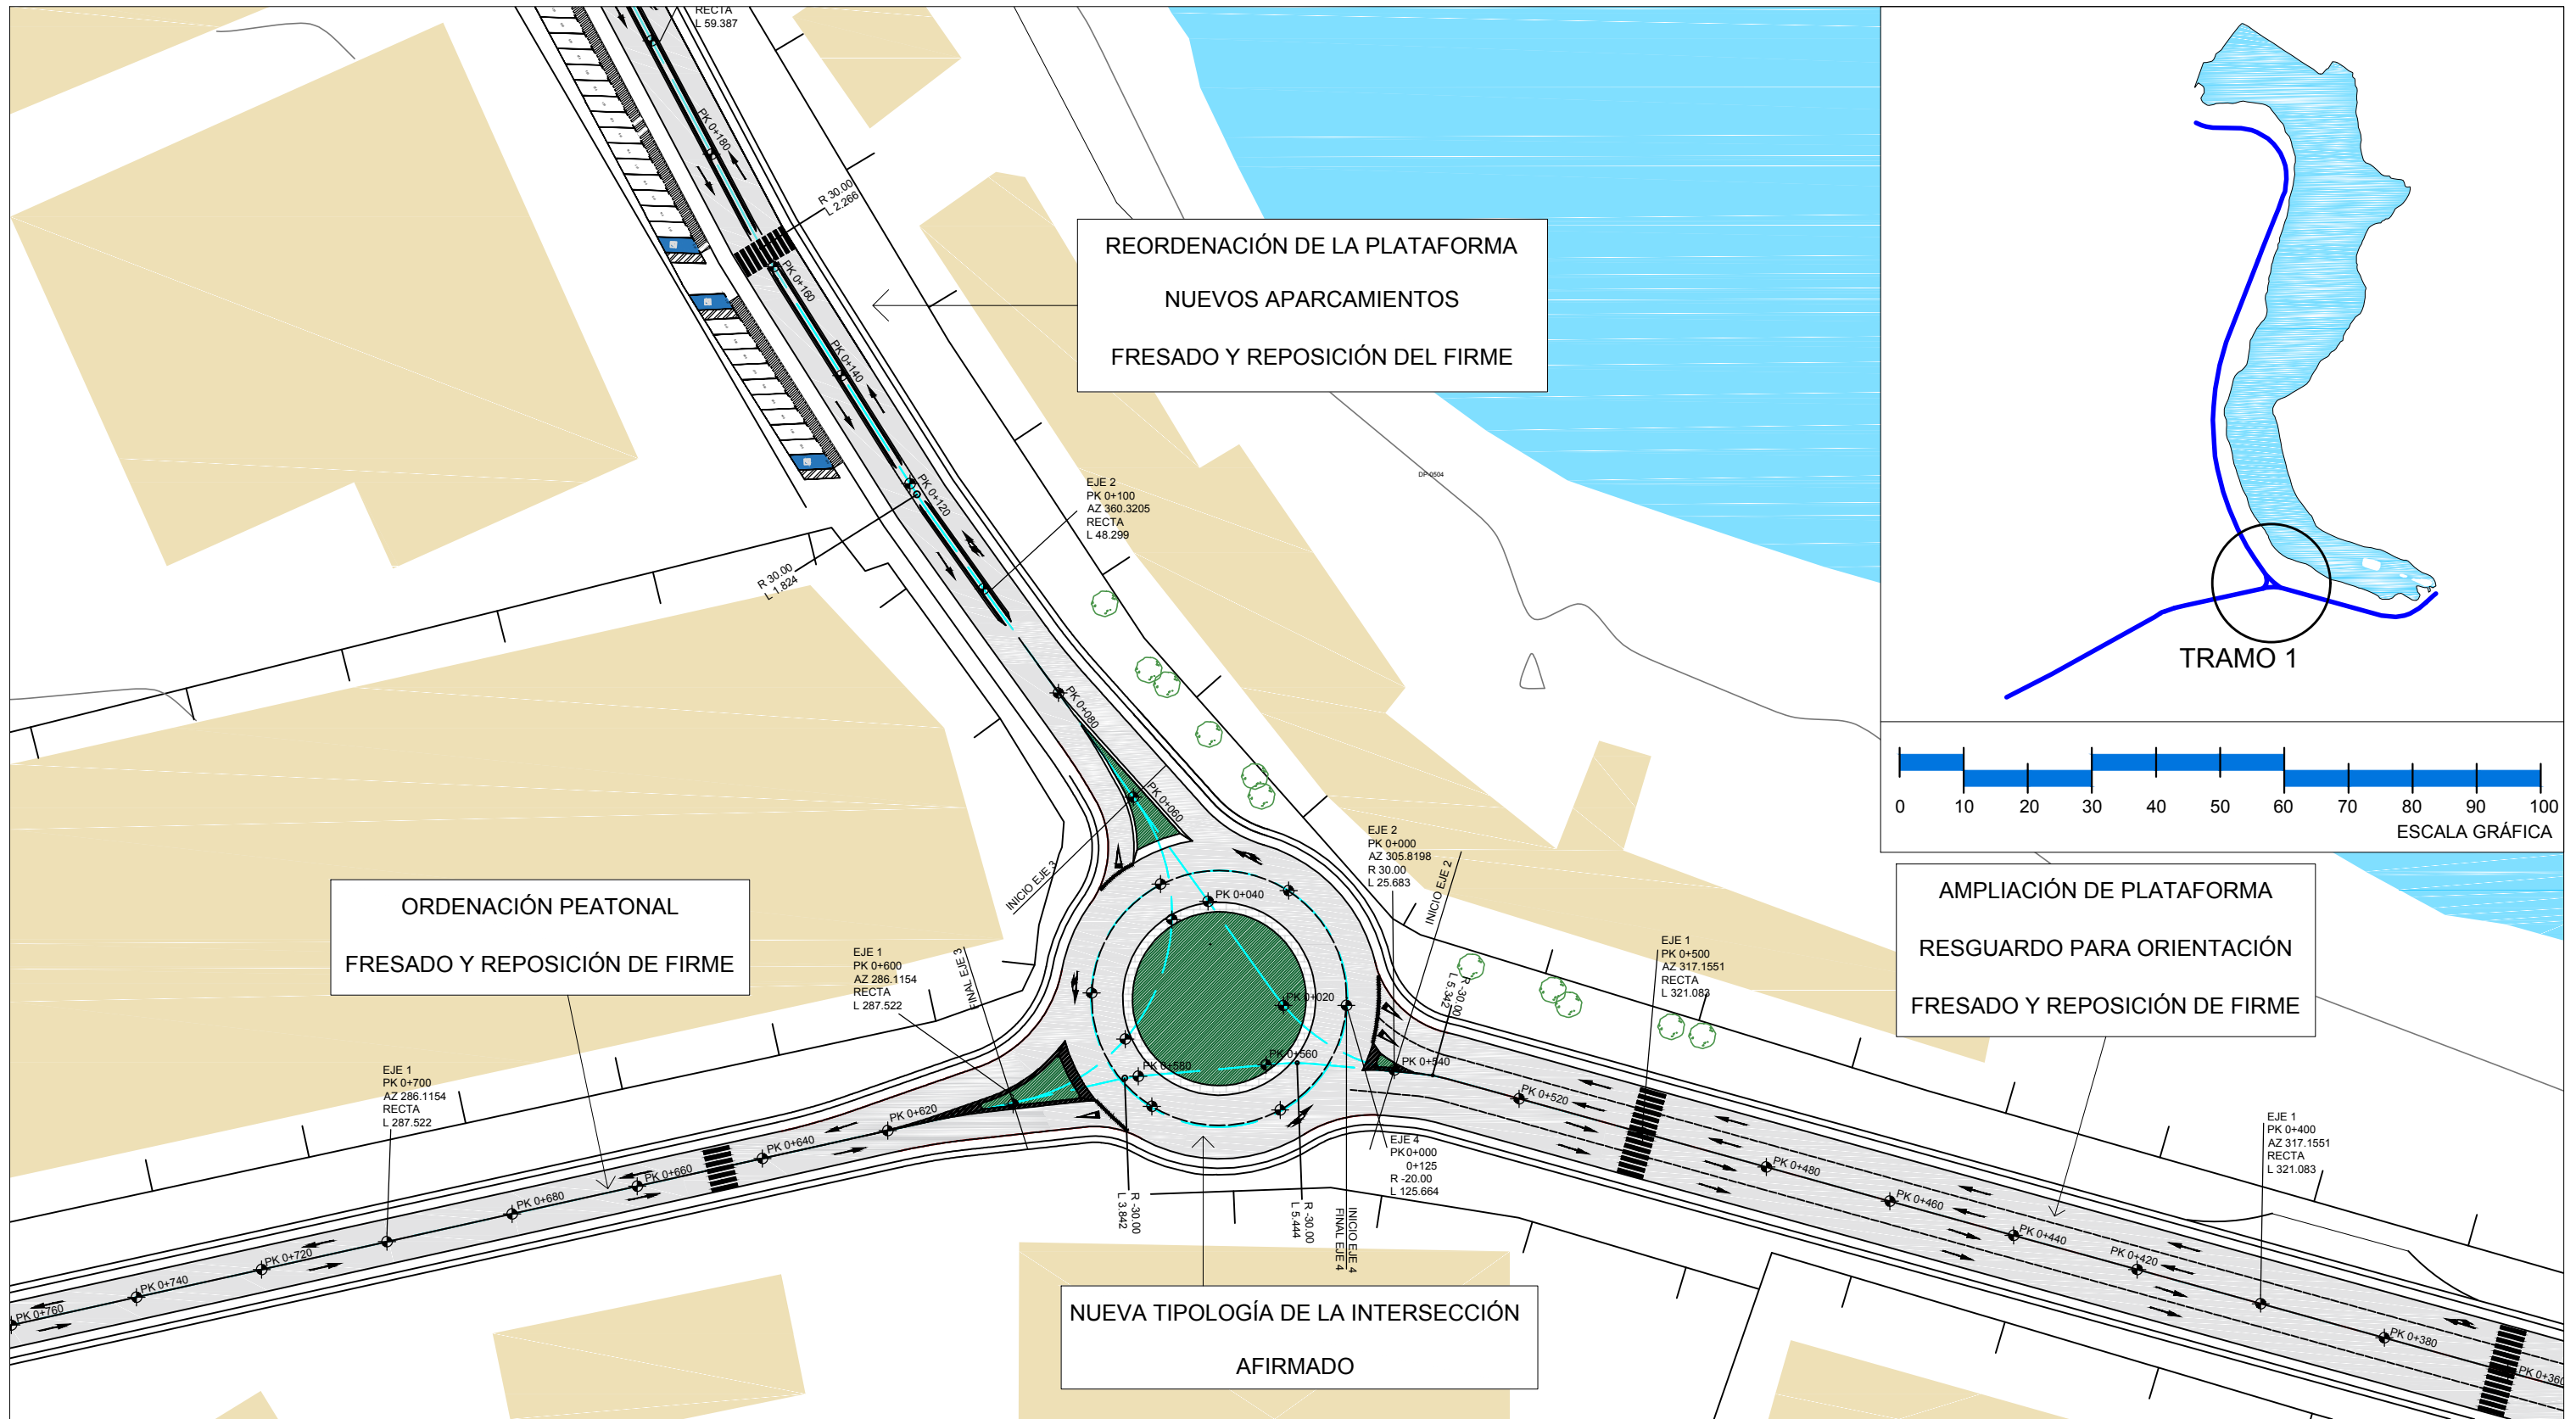 RECTA
L 59.387
PK 0+180
R 30.00
L 2.266
PK 0+160
PK 0+140
PK 0+120
R 30.00
L 1.824
EJE 2
PK 0+100
AZ 360.3205
RECTA
L 48.299
REORDENACIÓN DE LA PLATAFORMA
NUEVOS APARCAMIENTOS
FRESADO Y REPOSICIÓN DEL FIRME
DP-0504
TRAMO 1
0 10 20 30 40 50 60 70 80 90 100
ESCALA GRÁFICA
PK 0+080
PK 0+060
INICIO EJE 3
PK 0+040
PK 0+020
EJE 2
PK 0+000
AZ 305.8198
R 30.00
L 25.683
INICIO EJE 2
R -30.00
L 5.342
ORDENACIÓN PEATONAL
FRESADO Y REPOSICIÓN DE FIRME
EJE 1
PK 0+600
AZ 286.1154
RECTA
L 287.522
FINAL EJE 3
EJE 1
PK 0+500
AZ 317.1551
RECTA
L 321.083
AMPLIACIÓN DE PLATAFORMA
RESGUARDO PARA ORIENTACIÓN
FRESADO Y REPOSICIÓN DE FIRME
EJE 1
PK 0+700
AZ 286.1154
RECTA
L 287.522
PK 0+580
PK 0+560
PK 0+540
PK 0+520
PK 0+480
PK 0+460
PK 0+440
PK 0+420
EJE 1
PK 0+400
AZ 317.1551
RECTA
L 321.083
PK 0+380
PK 0+360
PK 0+620
PK 0+640
PK 0+660
PK 0+680
PK 0+720
PK 0+740
PK 0+760
R -30.00
L 3.842
R -30.00
L 5.444
EJE 4
PK 0+000
0+125
R -20.00
L 125.664
INICIO EJE 4
FINAL EJE 4
NUEVA TIPOLOGÍA DE LA INTERSECCIÓN
AFIRMADO